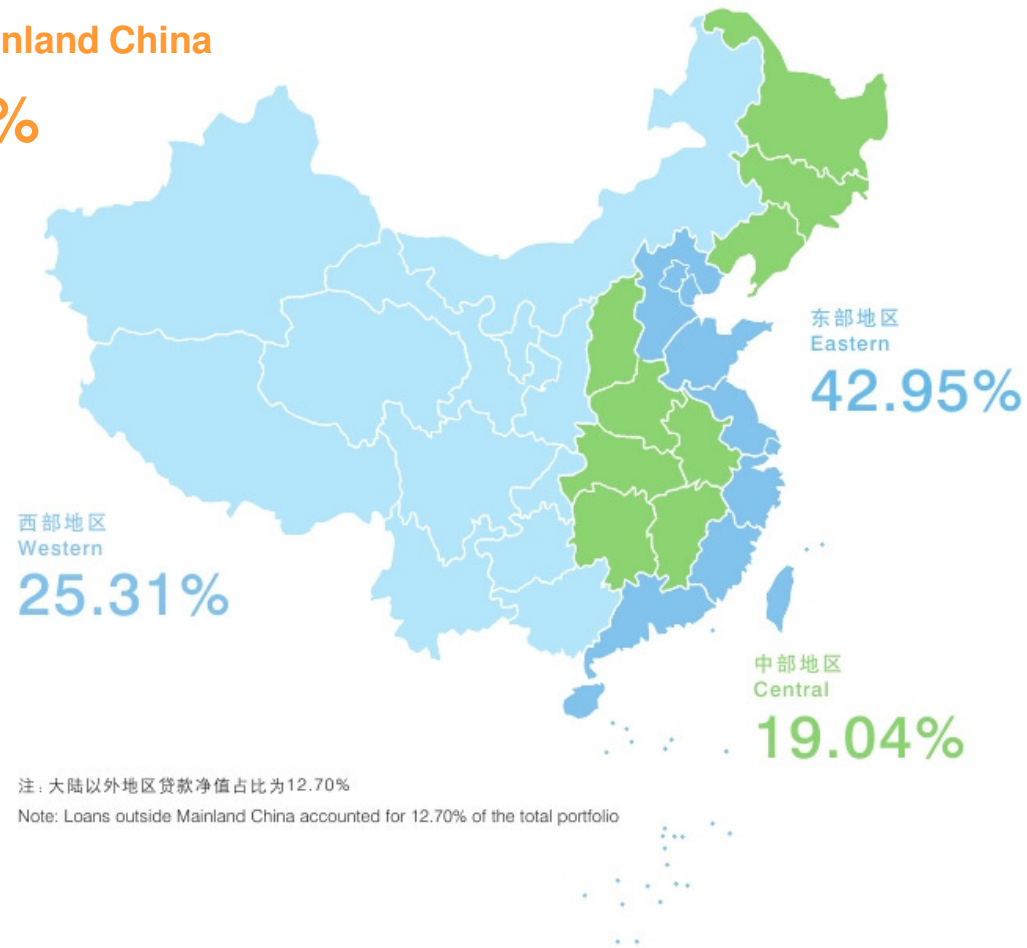 nland China
%
东部地区
Eastern
42.95%
西部地区
Western
25.31%
中部地区
Central
19.04%
注:大陆以外地区贷款净值占比为12.70%
Note: Loans outside Mainland China accounted for 12.70% of the total portfolio